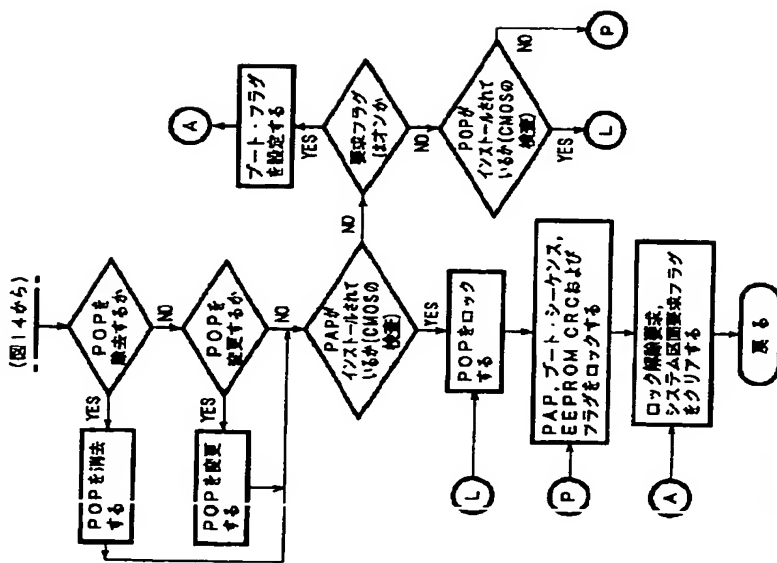 (図14から)
POPを
除去するか
YES
NO
POPを消去
する
POPを
変更するか
YES
NO
POPを変更
する
PAPが
インストールされて
いるか(CMOSの
検査)
NO
YES
要求フラグ
はオンか
YES
NO
ブート・フラグ
を設定する
A
POPが
インストールされて
いるか(CMOSの
検査)
NO
YES
P
L
L
POPをロック
する
P
PAP,ブート・シーケンス,
EEPROM CRCおよび
フラグをロックする
A
ロック解除要求,
システム区画要求フラグ
をクリアする
戻る